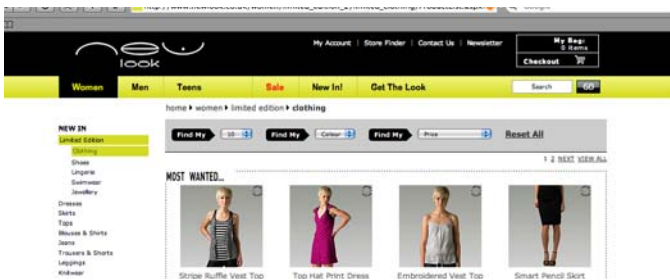 new look
My Account | Store Finder | Contact Us | Newsletter
My Bag:
0 items
Checkout
Women Men Teens Sale New In! Get The Look Search GO
home women limited edition clothing
NEW IN
Limited Edition
Clothing
Shoes
Lingerie
Swimwear
Jewellery
Dresses
Skirts
Tops
Blouses & Shirts
Jeans
Trousers & Shorts
Leggings
Knitwear
Find My 10 Find My Colour Find My Price Reset All
1 2 NEXT VIEW ALL
MOST WANTED...
Stripe Ruffle Vest Top Top Hat Print Dress Embroidered Vest Top Smart Pencil Skirt